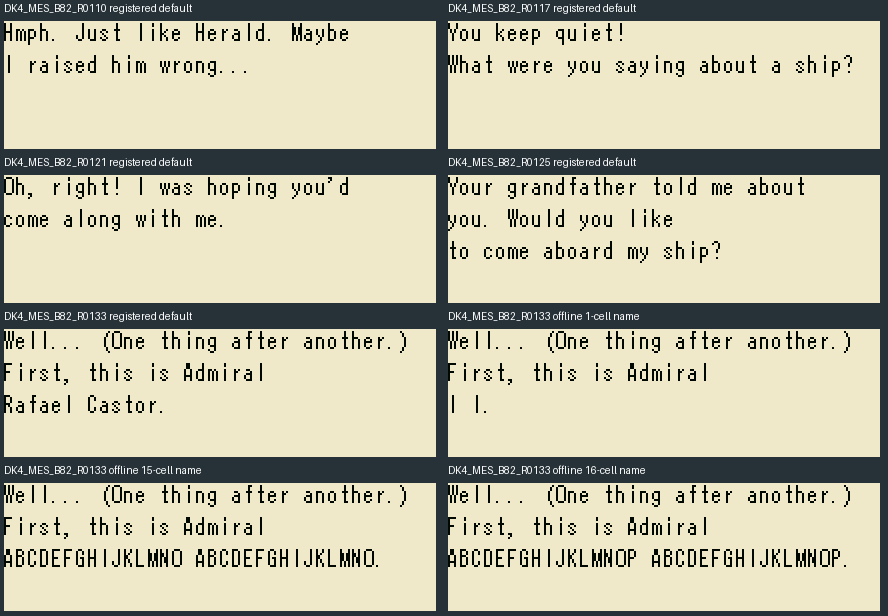 DK4_MES_B82_R0110 registered default
Hmph. Just like Herald. Maybe
I raised him wrong...
DK4_MES_B82_R0117 registered default
You keep quiet!
What were you saying about a ship?
DK4_MES_B82_R0121 registered default
Oh, right! I was hoping you'd
come along with me.
DK4_MES_B82_R0125 registered default
Your grandfather told me about
you. Would you like
to come aboard my ship?
DK4_MES_B82_R0133 registered default
Well... (One thing after another.)
First, this is Admiral
Rafael Castor.
DK4_MES_B82_R0133 offline 1-cell name
Well... (One thing after another.)
First, this is Admiral
I I.
DK4_MES_B82_R0133 offline 15-cell name
Well... (One thing after another.)
First, this is Admiral
ABCDEFGHIJKLMNO ABCDEFGHIJKLMNO.
DK4_MES_B82_R0133 offline 16-cell name
Well... (One thing after another.)
First, this is Admiral
ABCDEFGHIJKLMNOP ABCDEFGHIJKLMNOP.